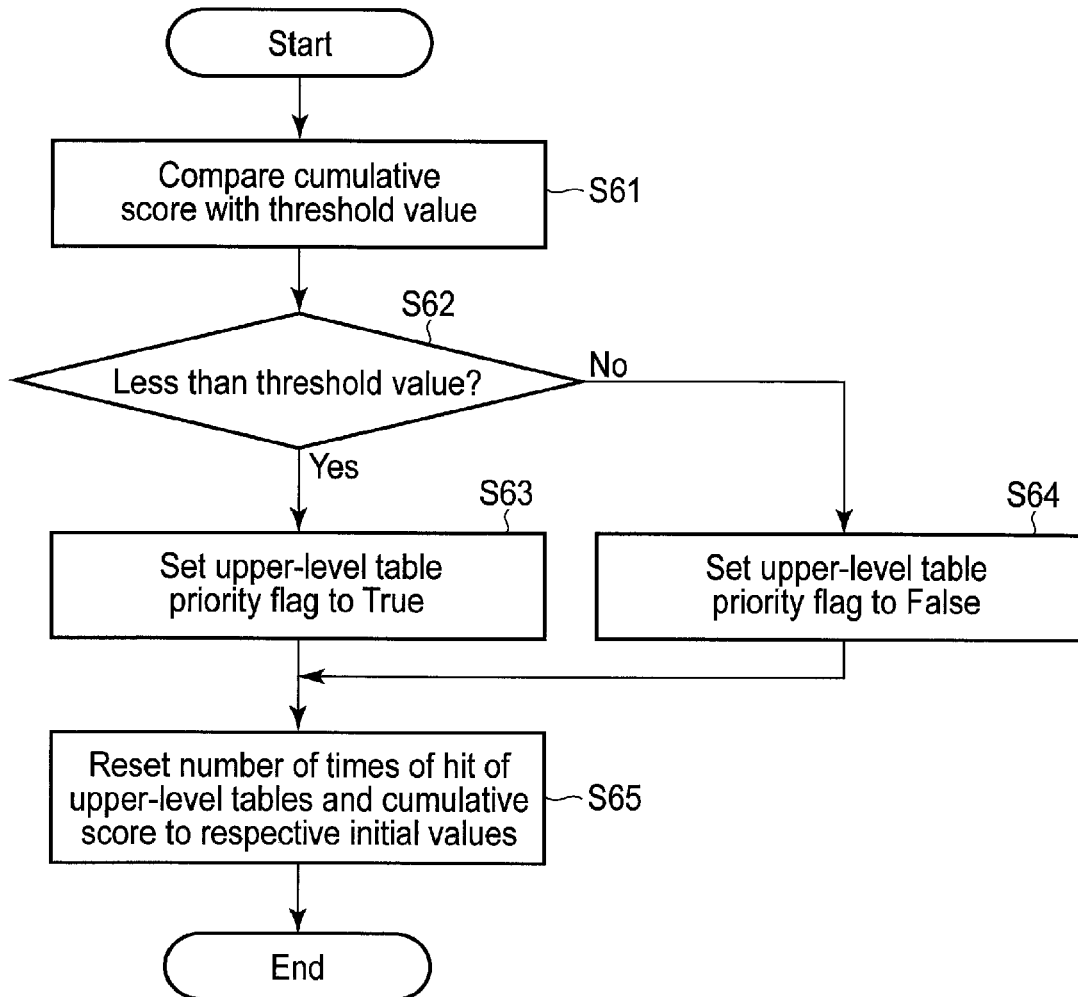 Start
Compare cumulative
score with threshold value
S61
S62
Less than threshold value?
No
Yes
S63
S64
Set upper-level table
priority flag to True
Set upper-level table
priority flag to False
Reset number of times of hit of
upper-level tables and cumulative
score to respective initial values
S65
End